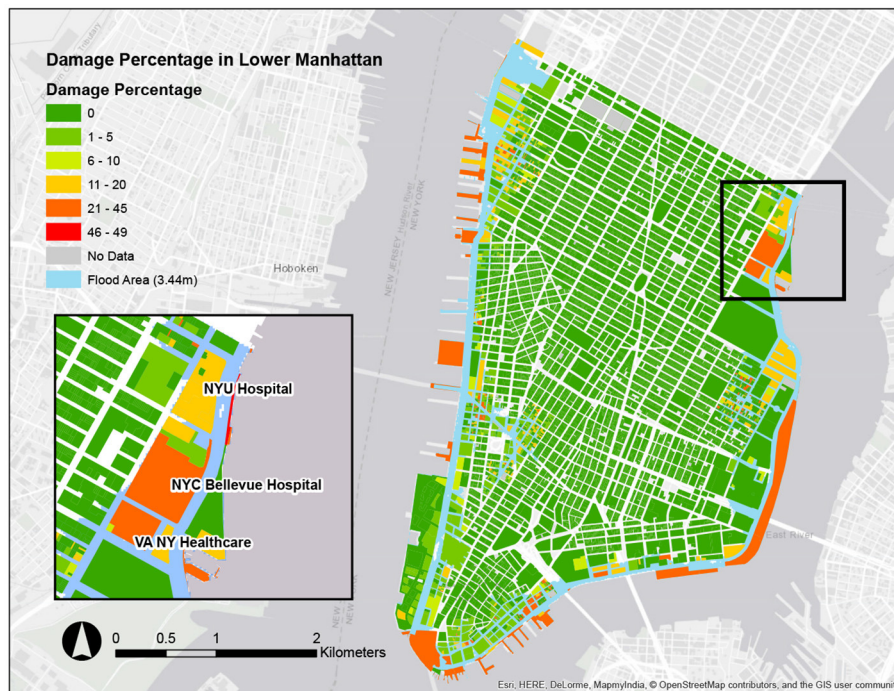 Damage Percentage in Lower Manhattan
Damage Percentage
0
1 - 5
6 - 10
11 - 20
21 - 45
46 - 49
No Data
Flood Area (3.44m)
Hoboken
NEW JERSEY
NEW YORK
Hudson River
East River
NYU Hospital
NYC Bellevue Hospital
VA NY Healthcare
0 0.5 1 2
Kilometers
Esri, HERE, DeLorme, MapmyIndia, © OpenStreetMap contributors, and the GIS user communi